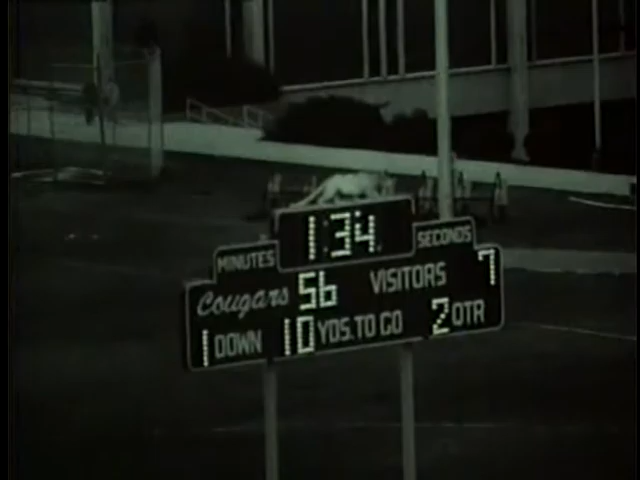 1:34
MINUTES SECONDS
Cougars 56 VISITORS 7
1 DOWN 10 YDS. TO GO 2 QTR